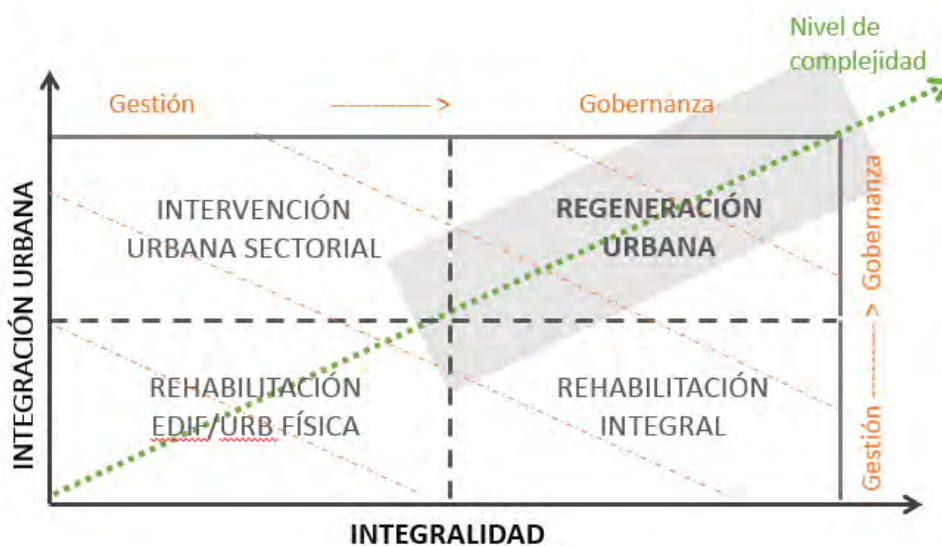 Nivel de
complejidad
Gestión ----------> Gobernanza
INTEGRACIÓN URBANA
INTERVENCIÓN
URBANA SECTORIAL
REGENERACIÓN
URBANA
REHABILITACIÓN
EDIF/URB FÍSICA
REHABILITACIÓN
INTEGRAL
Gestión ----------> Gobernanza
INTEGRALIDAD